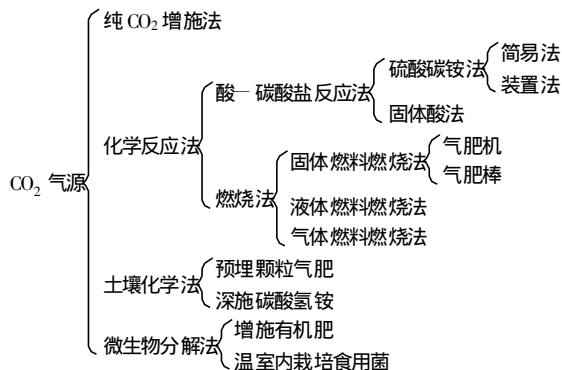 纯CO₂增施法
简易法
硫酸碳铵法
装置法
酸—碳酸盐反应法
固体酸法
化学反应法
气肥机
固体燃料燃烧法
气肥棒
CO₂ 气源
燃烧法
液体燃料燃烧法
气体燃料燃烧法
预埋颗粒气肥
土壤化学法
深施碳酸氢铵
增施有机肥
微生物分解法
温室内栽培食用菌